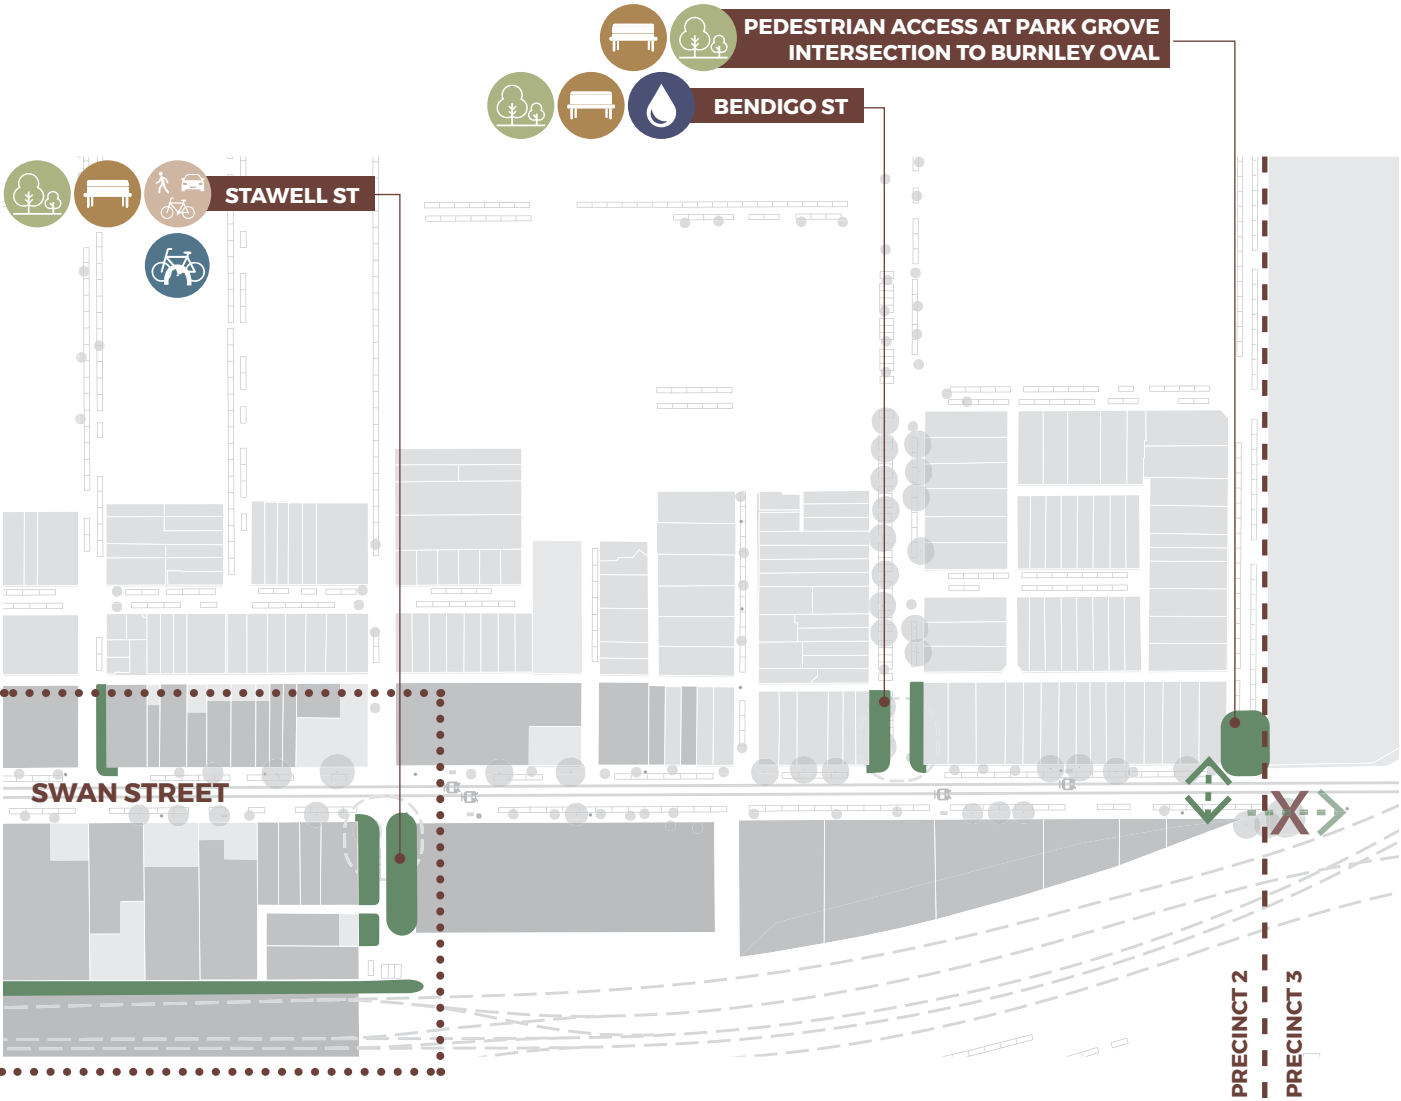 PEDESTRIAN ACCESS AT PARK GROVE
INTERSECTION TO BURNLEY OVAL
BENDIGO ST
STAWELL ST
SWAN STREET
PRECINCT 2
PRECINCT 3